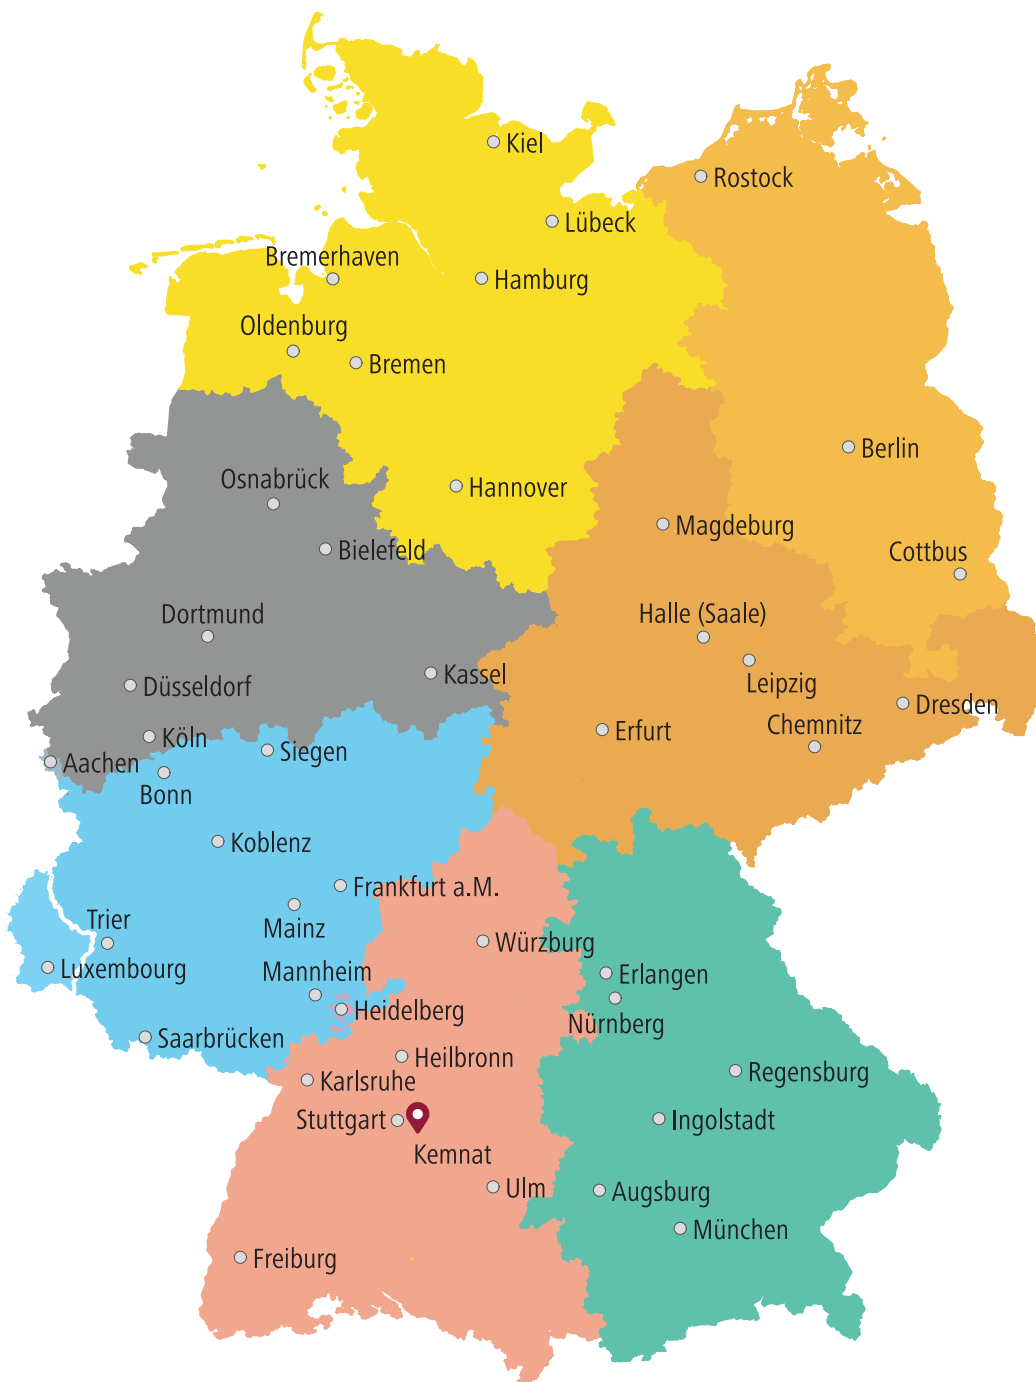 Kiel
Rostock
Lübeck
Bremerhaven
Hamburg
Oldenburg
Bremen
Berlin
Osnabrück
Hannover
Magdeburg
Bielefeld
Cottbus
Dortmund
Halle (Saale)
Kassel
Leipzig
Düsseldorf
Dresden
Chemnitz
Erfurt
Köln
Siegen
Aachen
Bonn
Koblenz
Frankfurt a.M.
Trier
Mainz
Würzburg
Luxembourg
Mannheim
Erlangen
Heidelberg
Nürnberg
Saarbrücken
Heilbronn
Karlsruhe
Regensburg
Stuttgart
Ingolstadt
Kemnat
Ulm
Augsburg
München
Freiburg